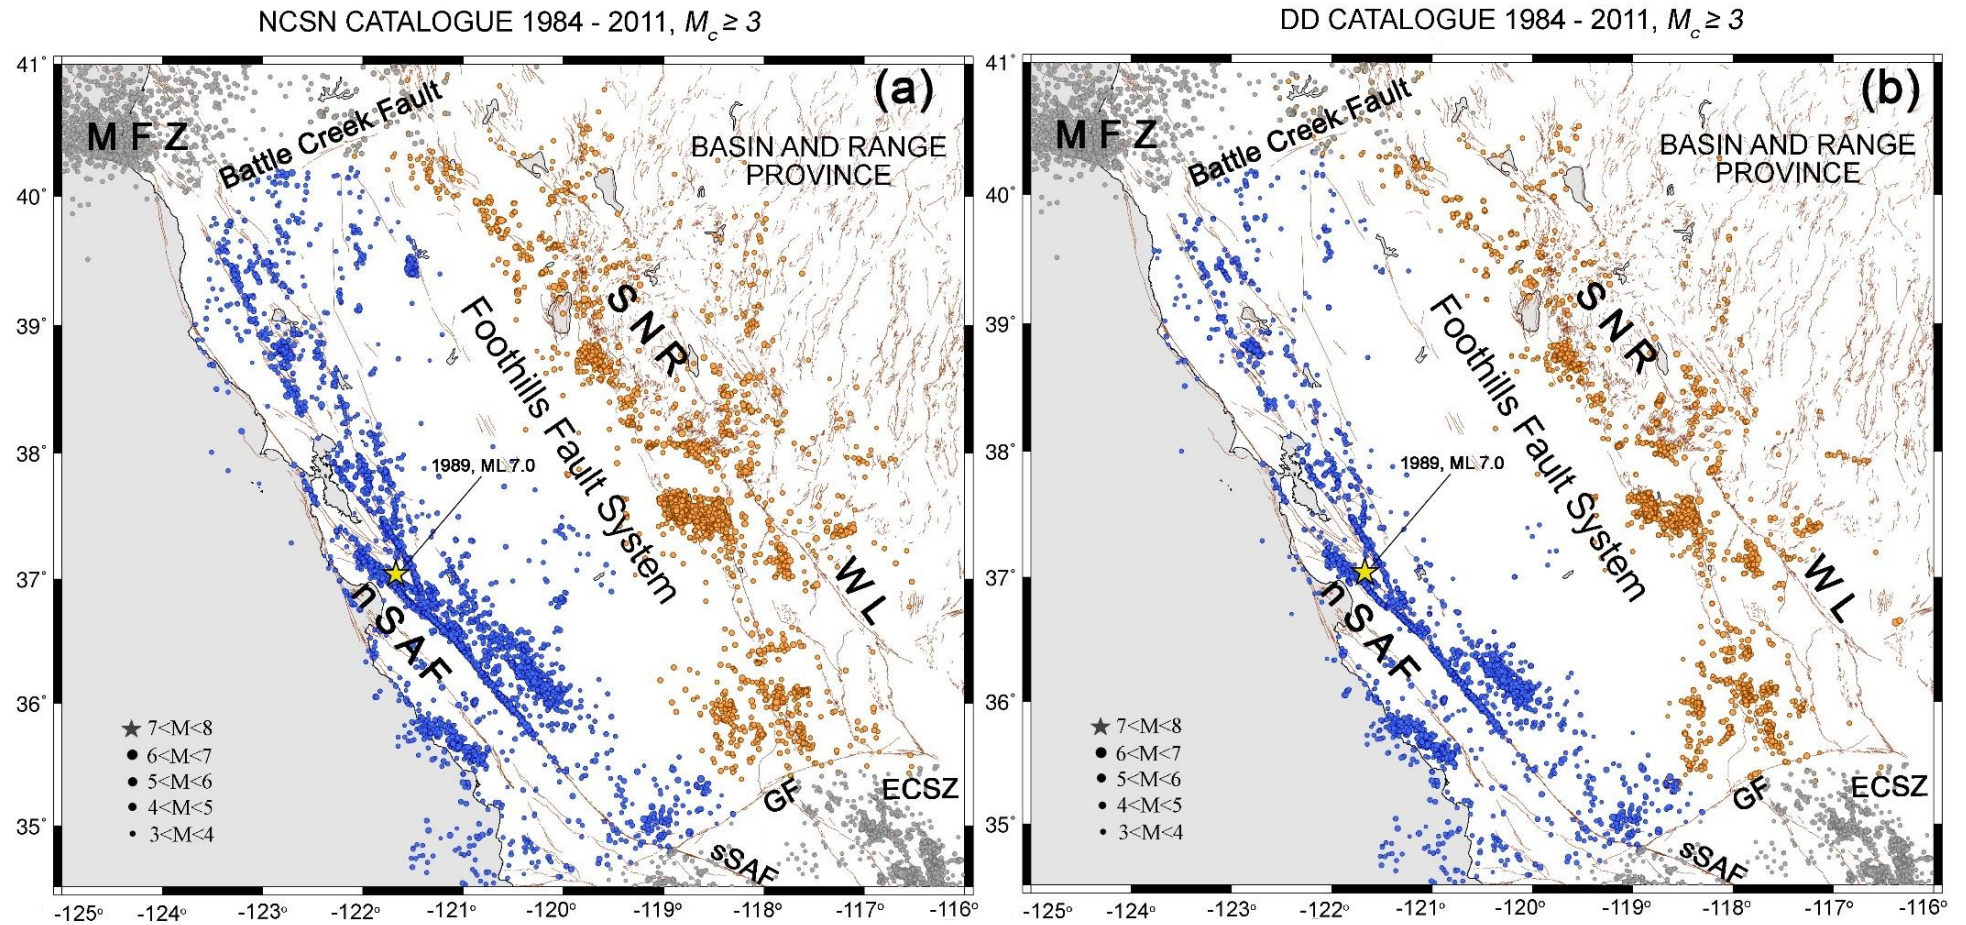 NCSN CATALOGUE 1984 - 2011, Mc ≥ 3
41°
40°
39°
38°
37°
36°
35°
(a)
M F Z
Battle Creek Fault
BASIN AND RANGE
PROVINCE
S N R
Foothills Fault System
1989, ML 7.0
W L
n S A F
7<M<8
6<M<7
5<M<6
4<M<5
3<M<4
GF
ECSZ
sSAF
-125° -124° -123° -122° -121° -120° -119° -118° -117° -116°
DD CATALOGUE 1984 - 2011, Mc ≥ 3
41°
40°
39°
38°
37°
36°
35°
(b)
M F Z
Battle Creek Fault
BASIN AND RANGE
PROVINCE
S N R
Foothills Fault System
1989, ML 7.0
W L
n S A F
7<M<8
6<M<7
5<M<6
4<M<5
3<M<4
GF
ECSZ
sSAF
-125° -124° -123° -122° -121° -120° -119° -118° -117° -116°